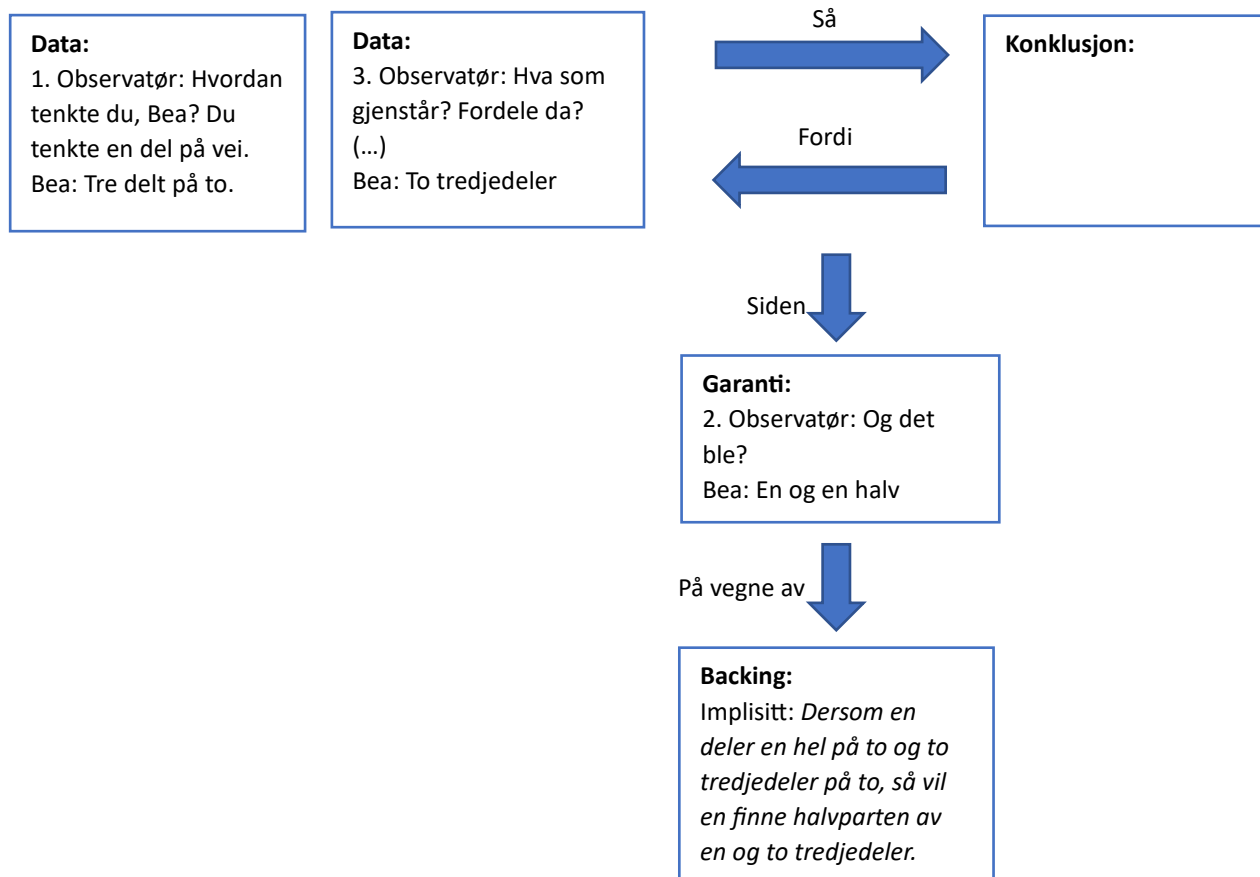 Data:
1. Observatør: Hvordan
tenkte du, Bea? Du
tenkte en del på vei.
Bea: Tre delt på to.
Data:
3. Observatør: Hva som
gjenstår? Fordele da?
(...)
Bea: To tredjedeler
Så
Fordi
Konklusjon:
Siden
Garanti:
2. Observatør: Og det
ble?
Bea: En og en halv
På vegne av
Backing:
Implisitt: Dersom en
deler en hel på to og to
tredjedeler på to, så vil
en finne halvparten av
en og to tredjedeler.